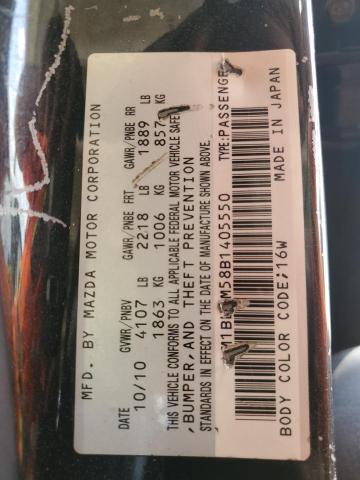 MFD. BY MAZDA MOTOR CORPORATION
DATE GVWR/PNBV GAWR/PNBE FRT GAWR/PNBE RR
10/10 4107 LB 2218 LB 1889 LB
1863 KG 1006 KG 857 KG
THIS VEHICLE CONFORMS TO ALL APPLICABLE FEDERAL MOTOR VEHICLE SAFE
,BUMPER, AND THEFT PREVENTION
STANDARDS IN EFFECT ON THE DATE OF MANUFACTURE SHOWN ABOVE.
M58B1405550 TYPE:PASSENGER
BODY COLOR CODE;16W MADE IN JAPAN